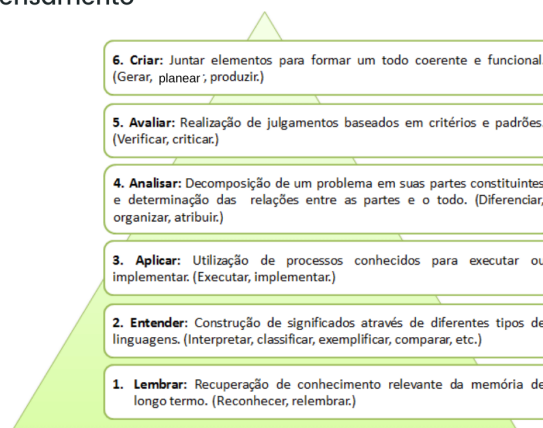 6. Criar: Juntar elementos para formar um todo coerente e funcional.
(Gerar, planear ; produzir.)
5. Avaliar: Realização de julgamentos baseados em critérios e padrões.
(Verificar, criticar.)
4. Analisar: Decomposição de um problema em suas partes constituintes
e determinação das relações entre as partes e o todo. (Diferenciar,
organizar, atribuir.)
3. Aplicar: Utilização de processos conhecidos para executar ou
implementar. (Executar, implementar.)
2. Entender: Construção de significados através de diferentes tipos de
linguagens. (Interpretar, classificar, exemplificar, comparar, etc.)
1. Lembrar: Recuperação de conhecimento relevante da memória de
longo termo. (Reconhecer, relembrar.)